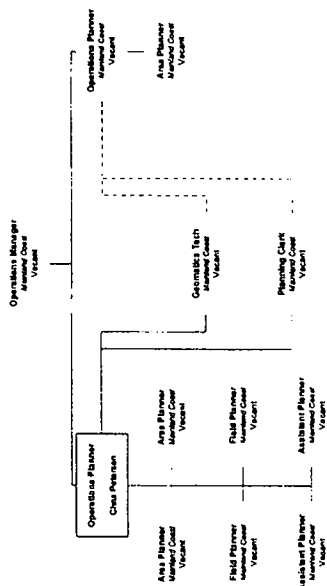 Operations Manager
Mainland Coast
Vacant
Operations Planner
Chris Petersen
Operations Planner
Mainland Coast
Vacant
Area Planner
Mainland Coast
Vacant
Geomatics Tech
Mainland Coast
Vacant
Planning Clerk
Mainland Coast
Vacant
Area Planner
Mainland Coast
Vacant
Area Planner
Mainland Coast
Vacant
Field Planner
Mainland Coast
Vacant
Field Planner
Mainland Coast
Vacant
Assistant Planner
Mainland Coast
Vacant
Assistant Planner
Mainland Coast
Vacant